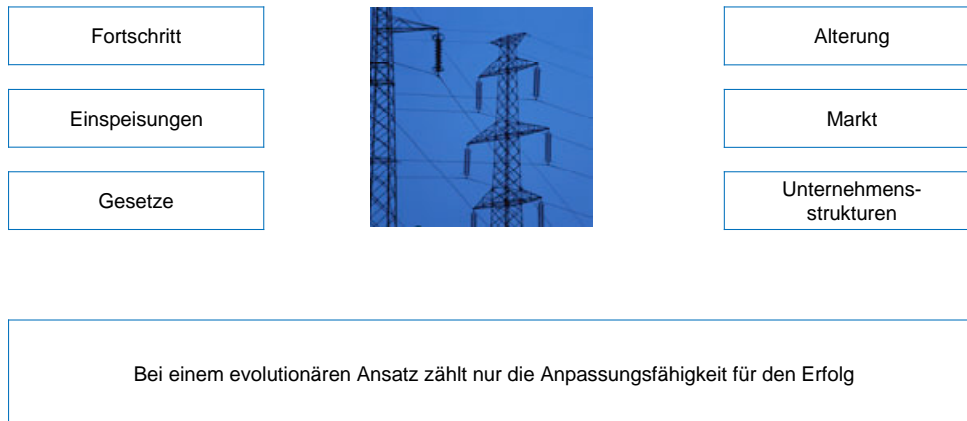 Fortschritt
Alterung
Einspeisungen
Markt
Gesetze
Unternehmens-
strukturen
Bei einem evolutionären Ansatz zählt nur die Anpassungsfähigkeit für den Erfolg